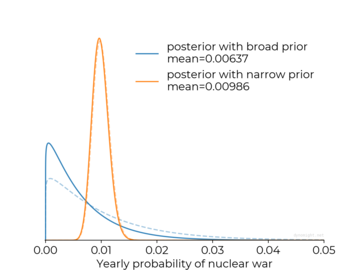 posterior with broad prior
mean=0.00637
posterior with narrow prior
mean=0.00986
0.00 0.01 0.02 0.03 0.04 0.05
Yearly probability of nuclear war